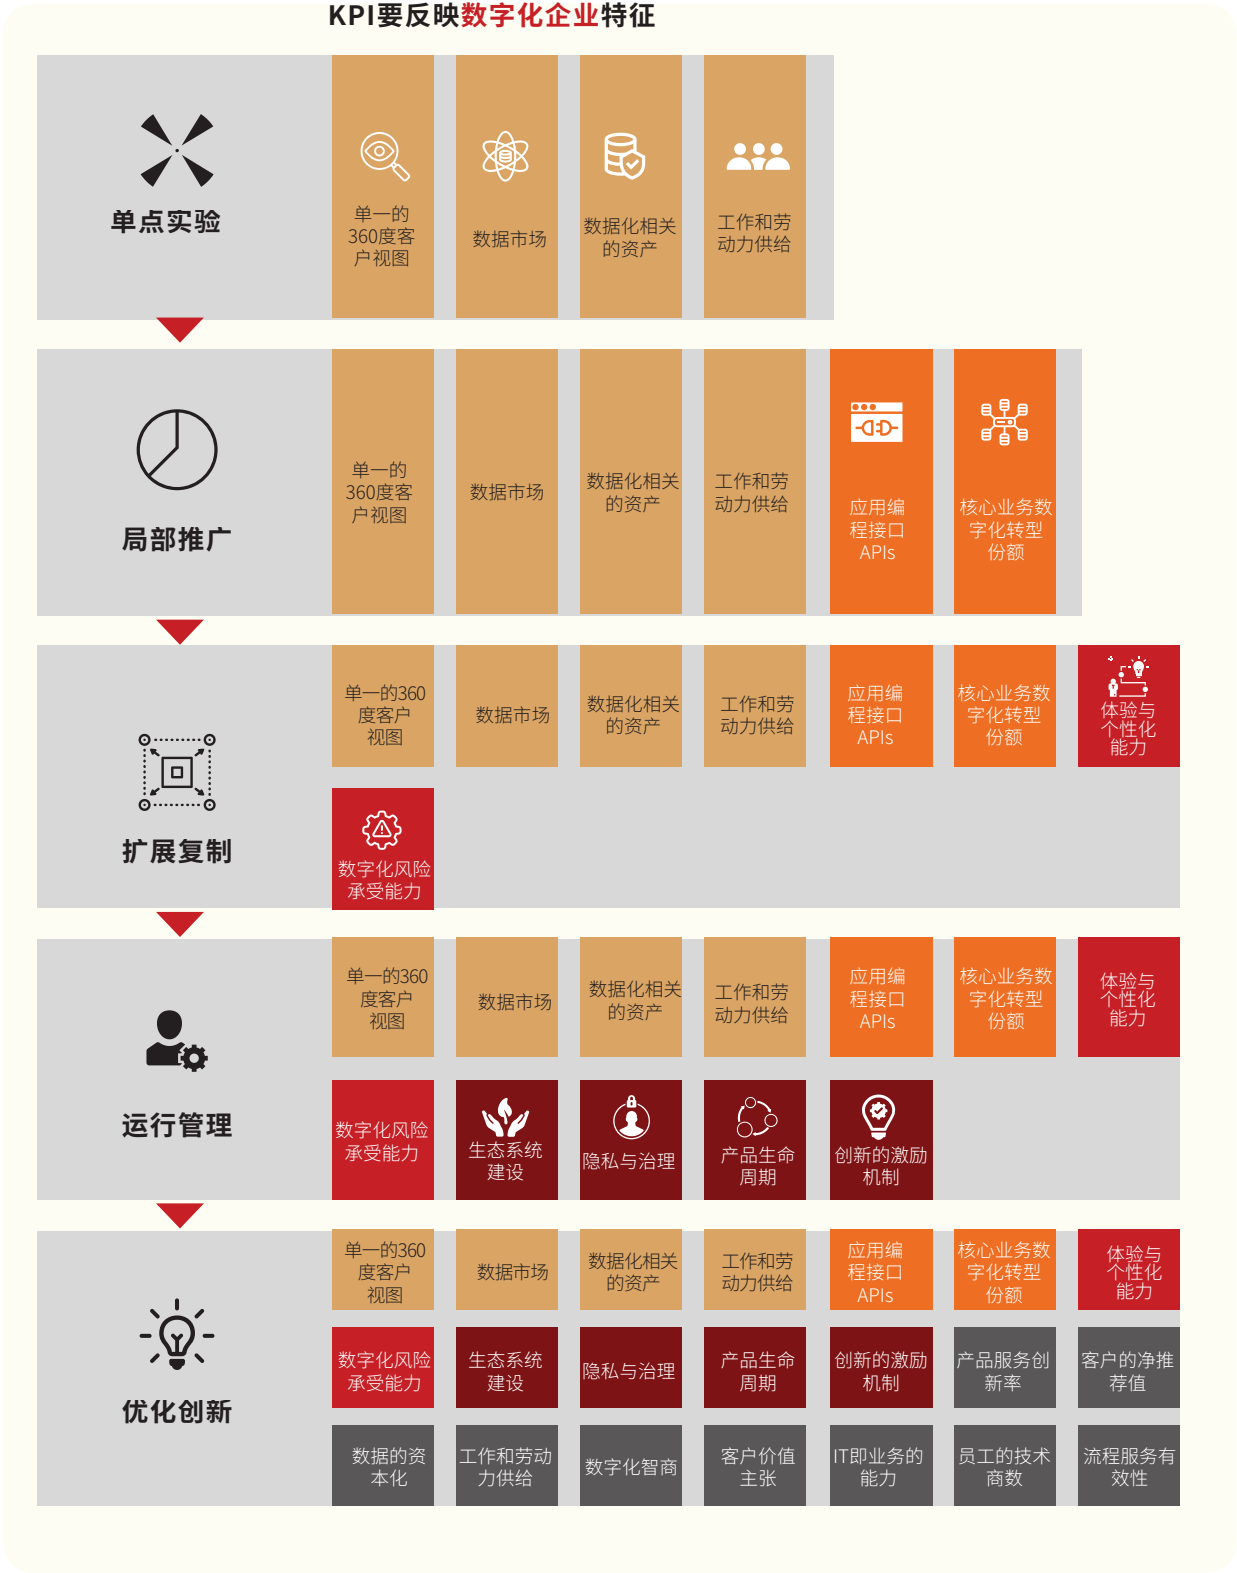 KPI要反映数字化企业特征
单点实验
单一的
360度客
户视图
数据市场
数据化相关
的资产
工作和劳
动力供给
局部推广
单一的
360度客
户视图
数据市场
数据化相关
的资产
工作和劳
动力供给
应用编
程接口
APIs
核心业务数
字化转型
份额
扩展复制
单一的360
度客户
视图
数据市场
数据化相关
的资产
工作和劳
动力供给
应用编
程接口
APIs
核心业务数
字化转型
份额
体验与
个性化
能力
数字化风险
承受能力
运行管理
单一的360
度客户
视图
数据市场
数据化相关
的资产
工作和劳
动力供给
应用编
程接口
APIs
核心业务数
字化转型
份额
体验与
个性化
能力
数字化风险
承受能力
生态系统
建设
隐私与治理
产品生命
周期
创新的激励
机制
优化创新
单一的360
度客户
视图
数据市场
数据化相关
的资产
工作和劳
动力供给
应用编
程接口
APIs
核心业务数
字化转型
份额
体验与
个性化
能力
数字化风险
承受能力
生态系统
建设
隐私与治理
产品生命
周期
创新的激励
机制
产品服务创
新率
客户的净推
荐值
数据的资
本化
工作和劳动
力供给
数字化智商
客户价值
主张
IT即业务的
能力
员工的技术
商数
流程服务有
效性